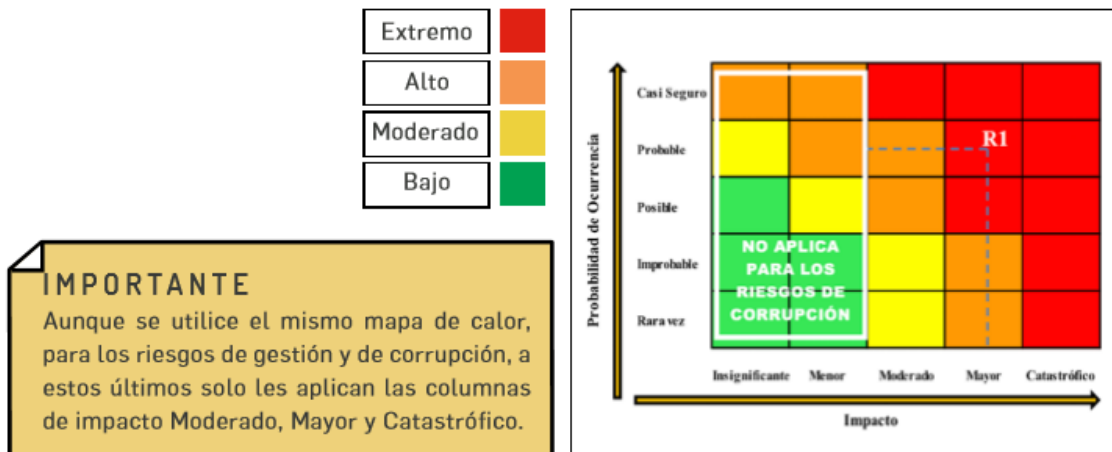 Extremo
Alto
Moderado
Bajo
IMPORTANTE
Aunque se utilice el mismo mapa de calor,
para los riesgos de gestión y de corrupción, a
estos últimos solo les aplican las columnas
de impacto Moderado, Mayor y Catastrófico.
Probabilidad de Ocurrencia
Casi Seguro
Probable
Posible
Improbable
Rara vez
R1
NO APLICA
PARA LOS
RIESGOS DE
CORRUPCIÓN
Insignificante Menor Moderado Mayor Catastrófico
Impacto